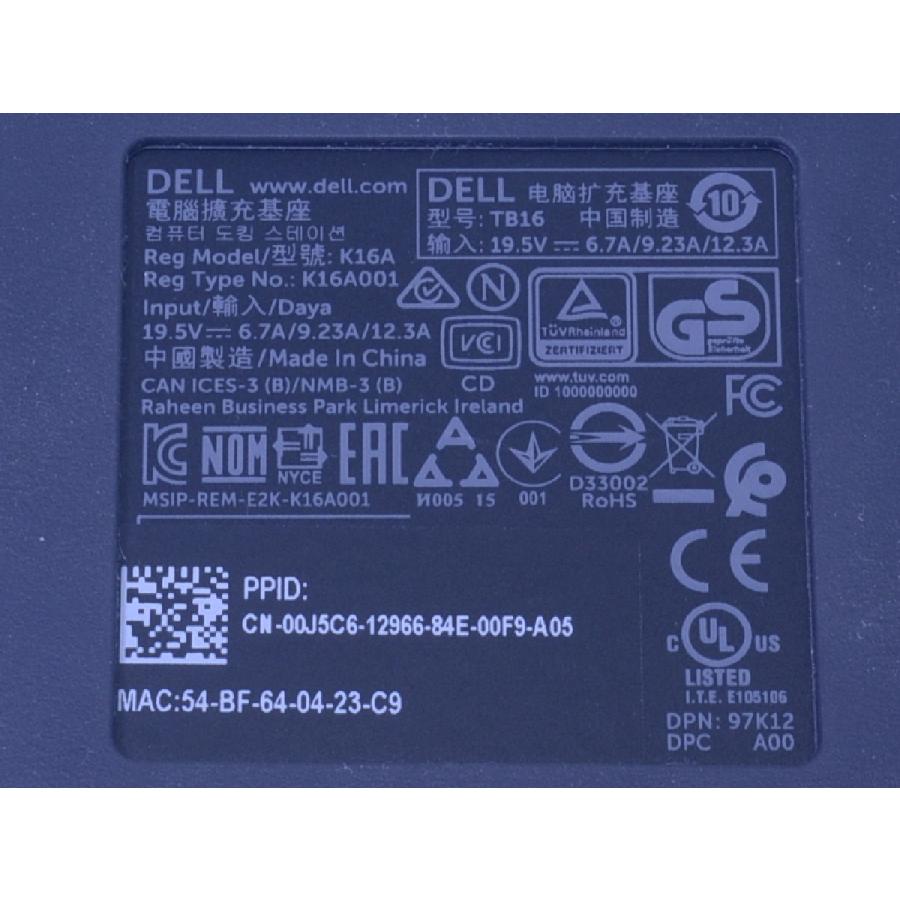 DELL www.dell.com
電腦擴充基座
컴퓨터 도킹 스테이션
Reg Model/型號: K16A
Reg Type No.: K16A001
Input/輸入/Daya
19.5V⎓6.7A/9.23A/12.3A
中國製造/Made In China
CAN ICES-3 (B)/NMB-3 (B)
Raheen Business Park Limerick Ireland
DELL 电脑扩充基座
型号: TB16 中国制造
输入: 19.5V⎓6.7A/9.23A/12.3A
10
N
VCCI
CD
TÜVRheinland
ZERTIFIZIERT
www.tuv.com
ID 1000000000
GS
geprüfte
Sicherheit
FC
KC NOM NYCE EAC
MSIP-REM-E2K-K16A001
И005 15
001
D33002
RoHS
CE
PPID:
CN-00J5C6-12966-84E-00F9-A05
MAC:54-BF-64-04-23-C9
C UL US
LISTED
I.T.E. E105106
DPN: 97K12
DPC A00